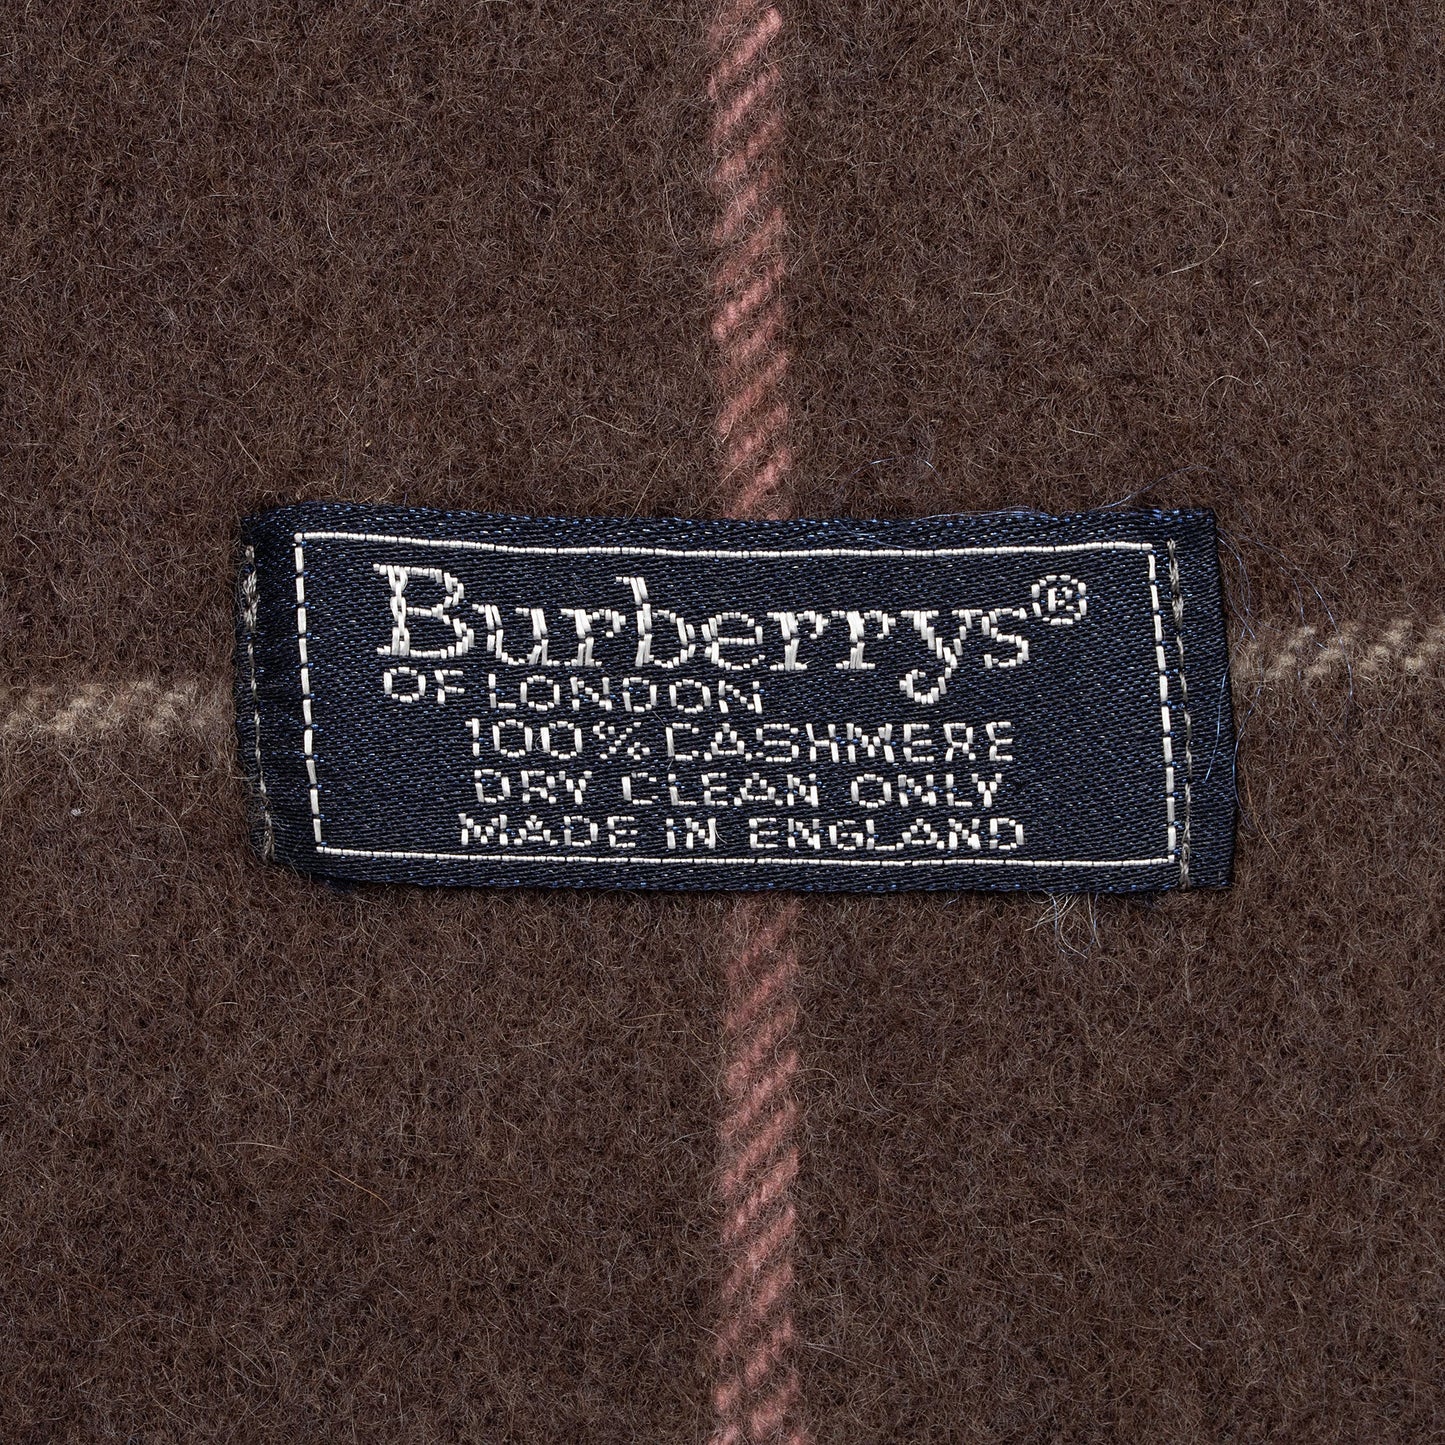 Burberrys®
OF LONDON
100% CASHMERE
DRY CLEAN ONLY
MADE IN ENGLAND